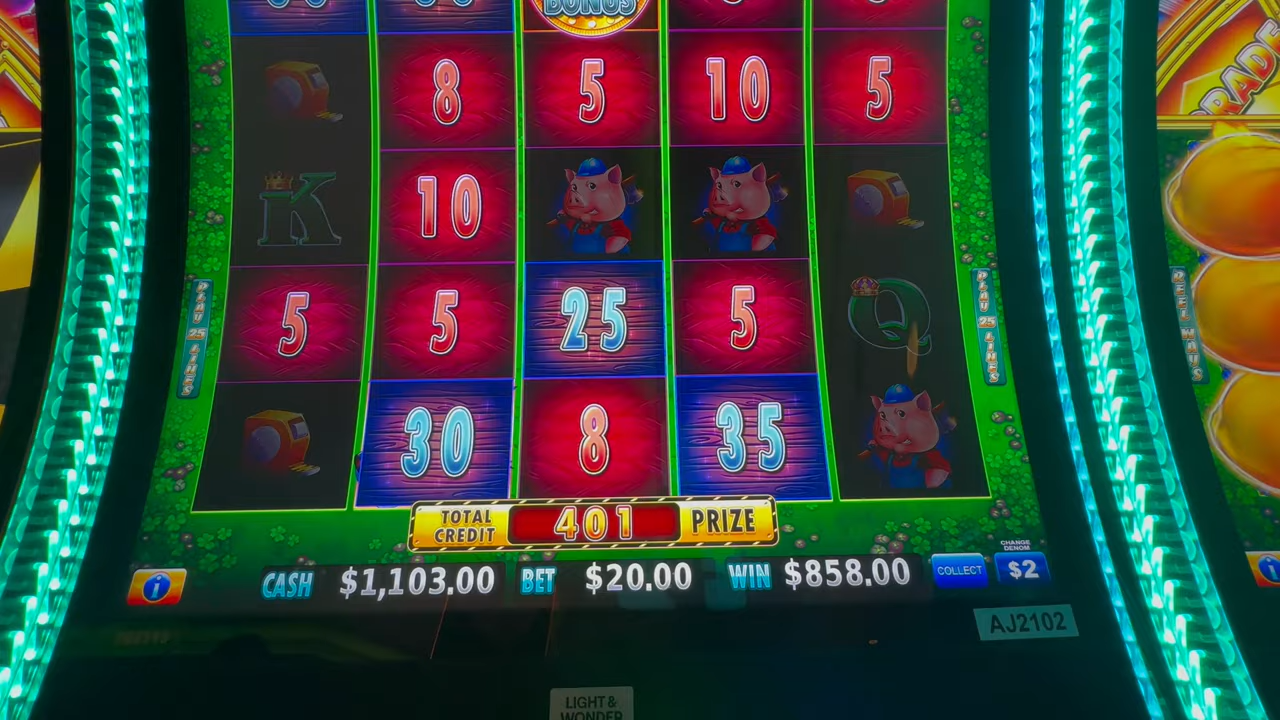 BONUS
8 5 10 5
K 10
5 5 25 5 Q
30 8 35
PLAY 25 LINES
PLAY 25 LINES
TOTAL CREDIT 401 PRIZE
CASH $1,103.00 BET $20.00 WIN $858.00 COLLECT CHANGE DENOM $2
AJ2102
LIGHT &
WONDER